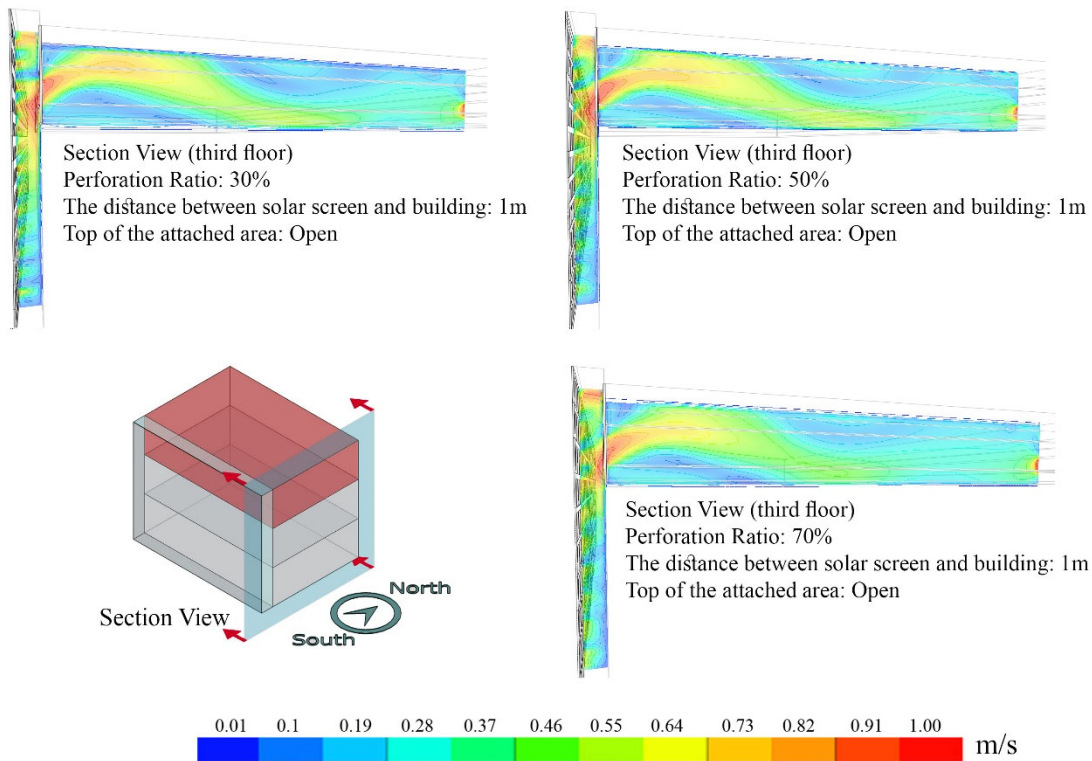 Section View (third floor)
Perforation Ratio: 30%
The distance between solar screen and building: 1m
Top of the attached area: Open
Section View (third floor)
Perforation Ratio: 50%
The distance between solar screen and building: 1m
Top of the attached area: Open
North
Section View
South
Section View (third floor)
Perforation Ratio: 70%
The distance between solar screen and building: 1m
Top of the attached area: Open
0.01 0.1 0.19 0.28 0.37 0.46 0.55 0.64 0.73 0.82 0.91 1.00
m/s